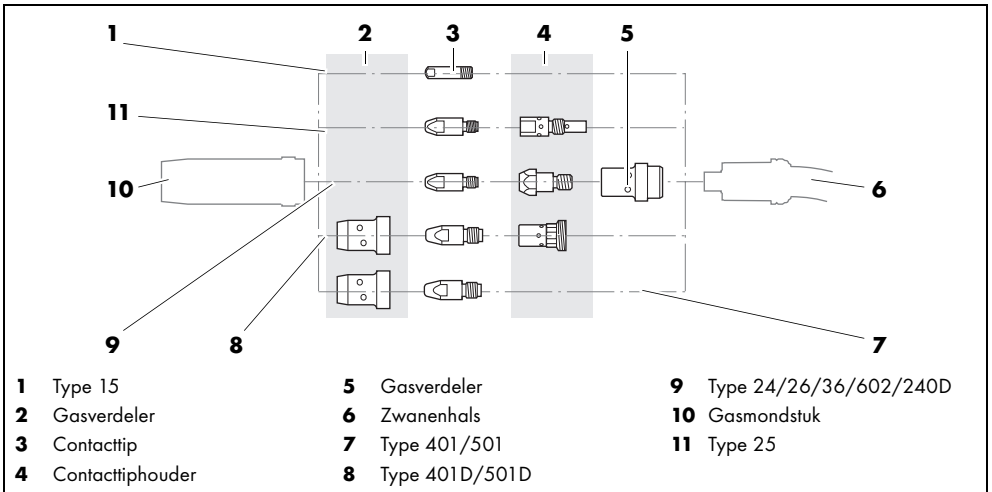 1
2
3
4
5
11
10
6
9
8
7
1 Type 15
2 Gasverdeler
3 Contacttip
4 Contacttiphouder
5 Gasverdeler
6 Zwanenhals
7 Type 401/501
8 Type 401D/501D
9 Type 24/26/36/602/240D
10 Gasmondstuk
11 Type 25